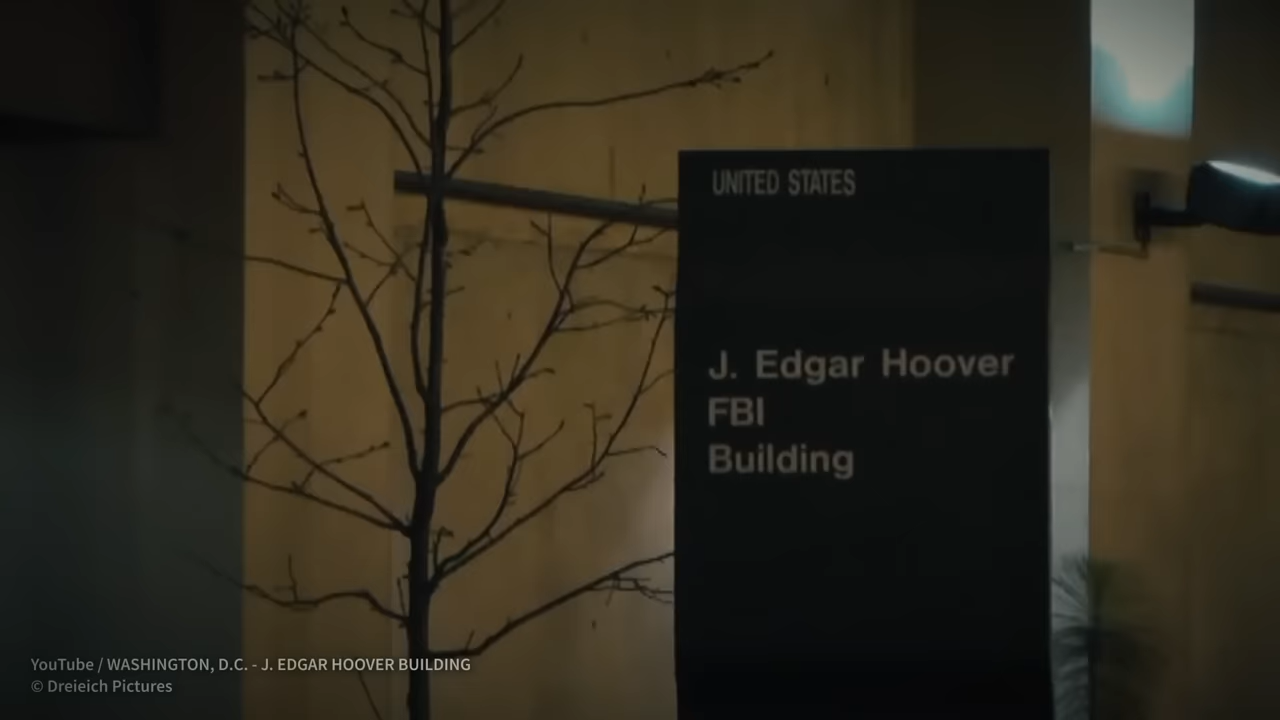 UNITED STATES
J. Edgar Hoover
FBI
Building
YouTube / WASHINGTON, D.C. - J. EDGAR HOOVER BUILDING
© Dreieich Pictures